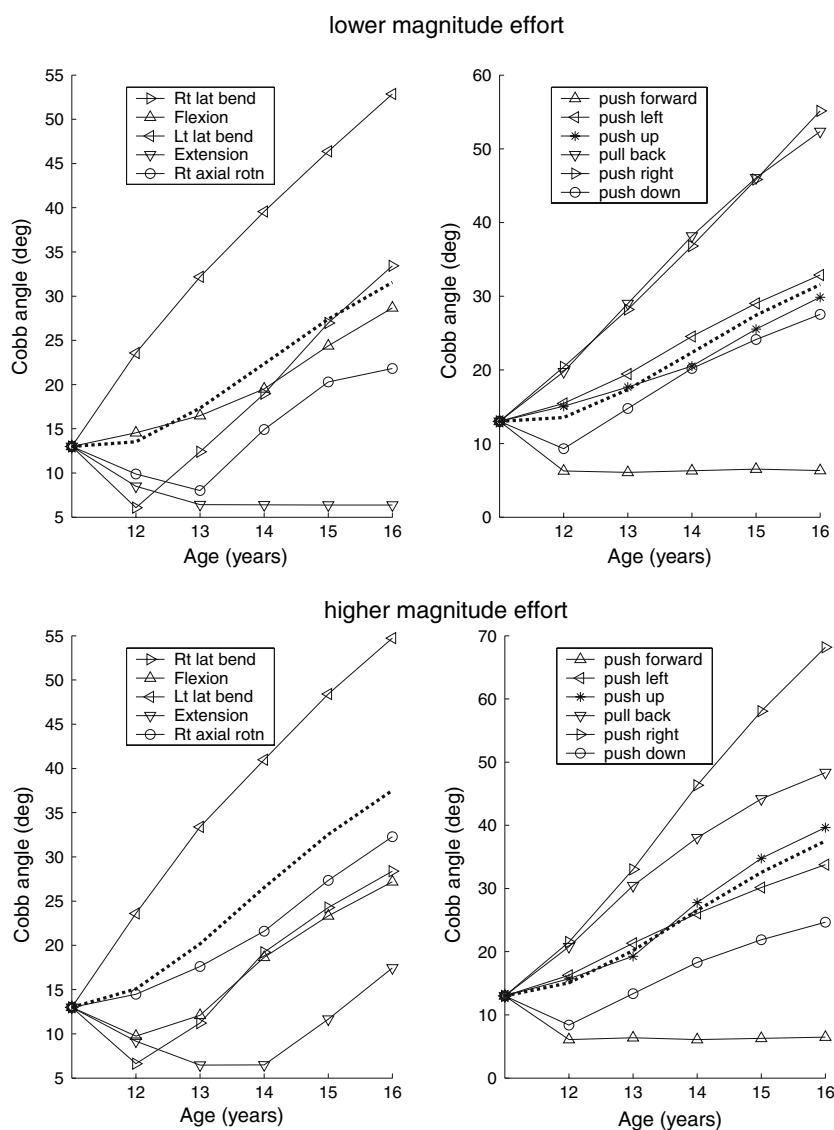 lower magnitude effort
55
50
45
40
35
30
25
20
15
10
5
Cobb angle (deg)
Rt lat bend
Flexion
Lt lat bend
Extension
Rt axial rotn
12 13 14 15 16
Age (years)
60
50
40
30
20
10
0
Cobb angle (deg)
push forward
push left
push up
pull back
push right
push down
12 13 14 15 16
Age (years)
higher magnitude effort
55
50
45
40
35
30
25
20
15
10
5
Cobb angle (deg)
Rt lat bend
Flexion
Lt lat bend
Extension
Rt axial rotn
12 13 14 15 16
Age (years)
70
60
50
40
30
20
10
0
Cobb angle (deg)
push forward
push left
push up
pull back
push right
push down
12 13 14 15 16
Age (years)